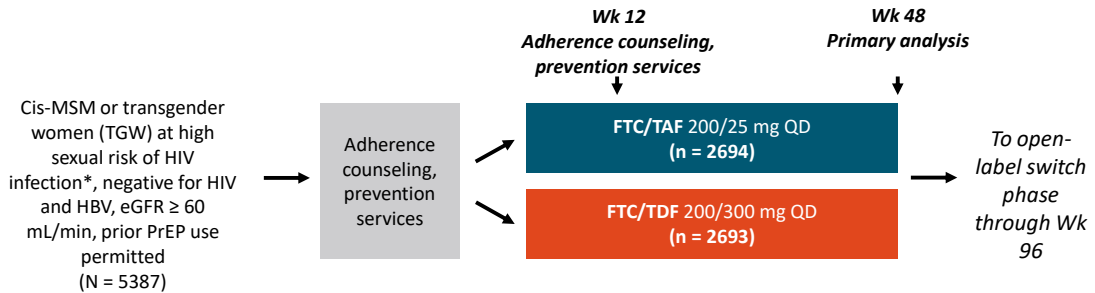 Wk 12
Adherence counseling,
prevention services
Wk 48
Primary analysis
Cis-MSM or transgender
women (TGW) at high
sexual risk of HIV
infection*, negative for HIV
and HBV, eGFR ≥ 60
mL/min, prior PrEP use
permitted
(N = 5387)
Adherence
counseling,
prevention
services
FTC/TAF 200/25 mg QD
(n = 2694)
FTC/TDF 200/300 mg QD
(n = 2693)
To open-
label switch
phase
through Wk
96